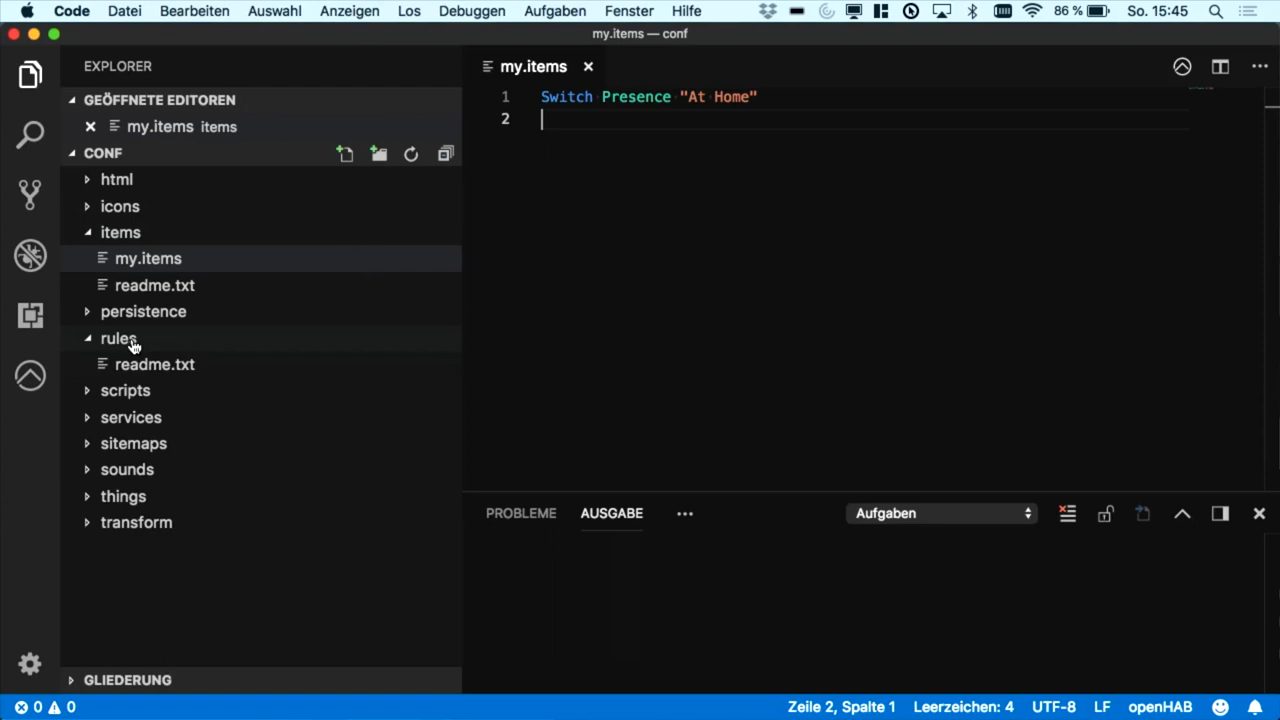 Code Datei Bearbeiten Auswahl Anzeigen Los Debuggen Aufgaben Fenster Hilfe 86 % So. 15:45
my.items — conf
EXPLORER
GEÖFFNETE EDITOREN
my.items items
CONF
html
icons
items
my.items
readme.txt
persistence
rules
readme.txt
scripts
services
sitemaps
sounds
things
transform
GLIEDERUNG
my.items
1 Switch Presence "At Home"
2
PROBLEME AUSGABE Aufgaben
0 0 Zeile 2, Spalte 1 Leerzeichen: 4 UTF-8 LF openHAB